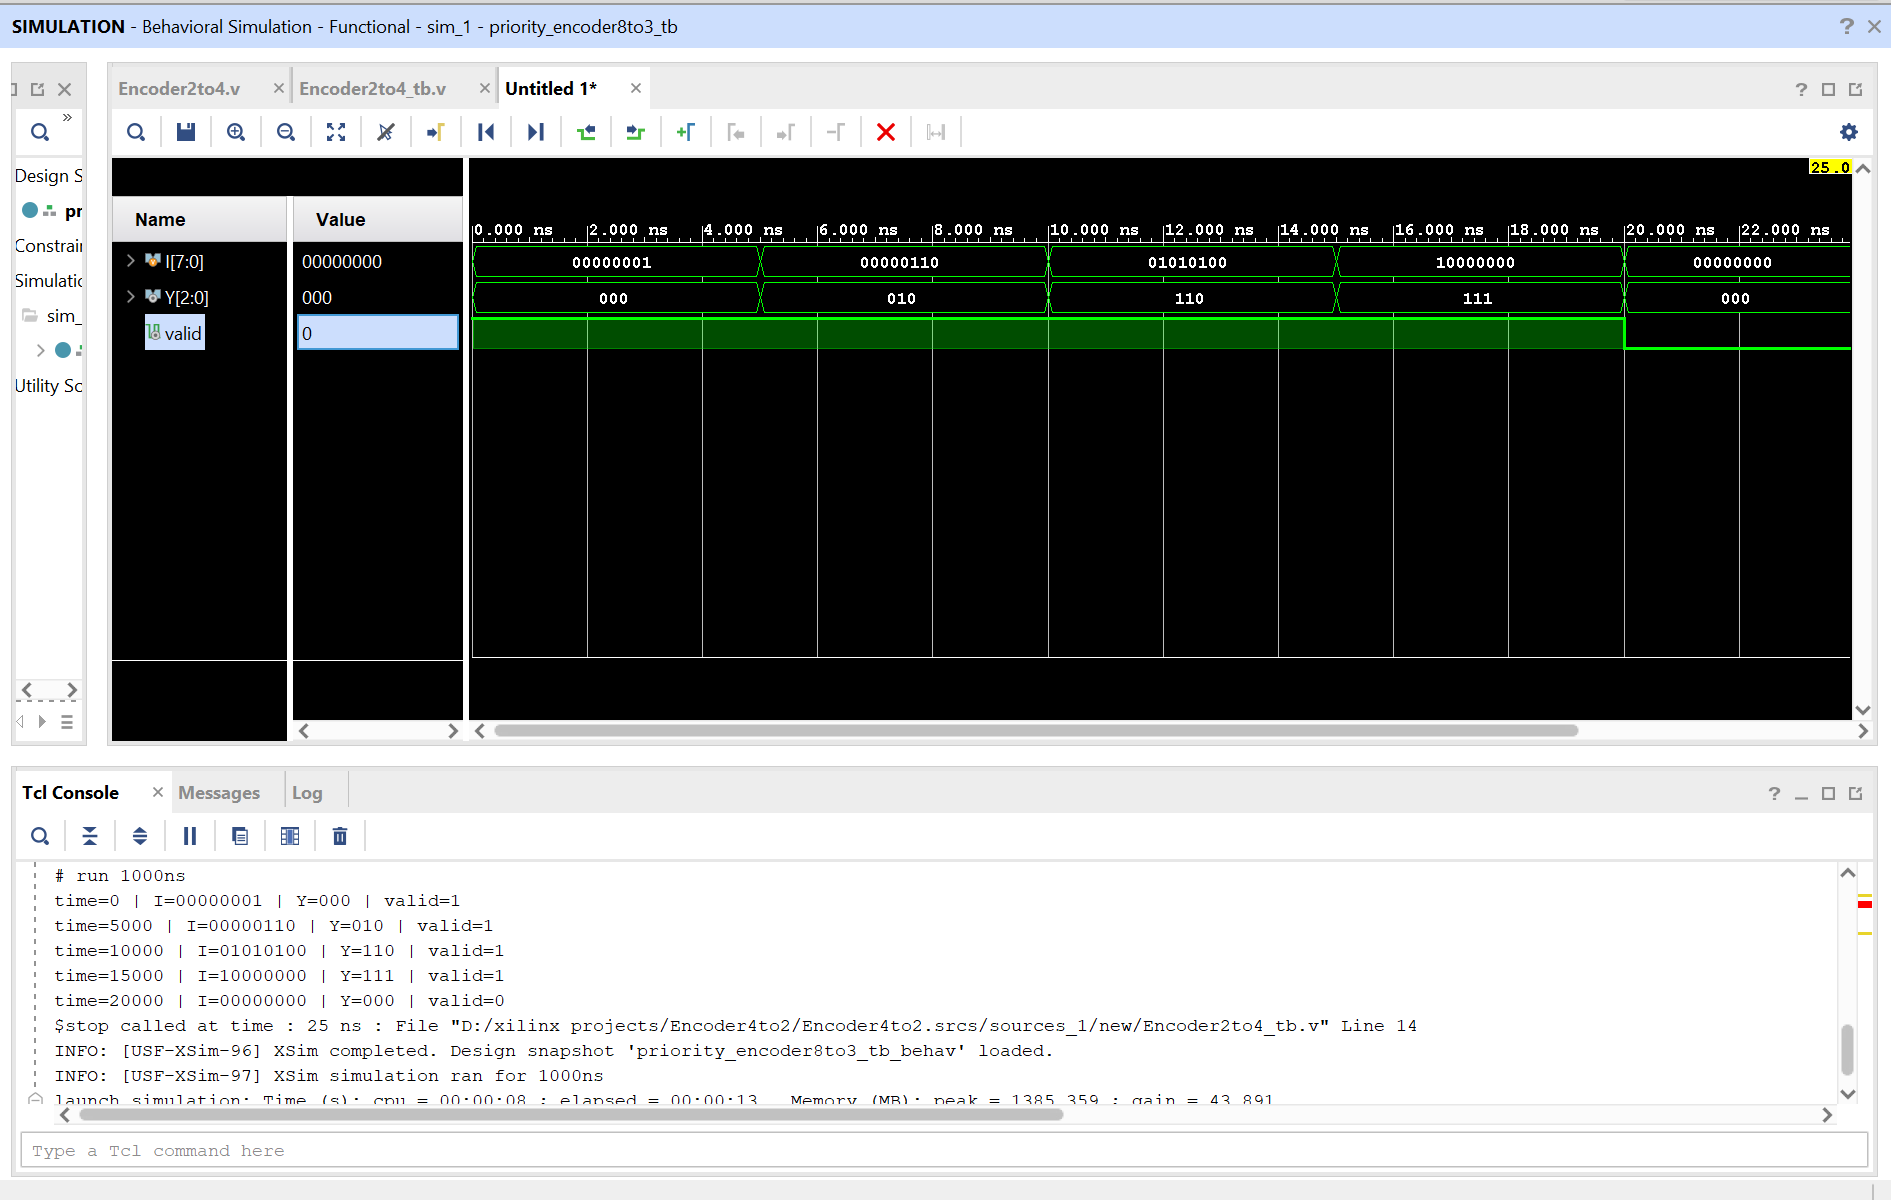 SIMULATION - Behavioral Simulation - Functional - sim_1 - priority_encoder8to3_tb
Encoder2to4.v
Encoder2to4_tb.v
Untitled 1*
Design S
pr
Constrain
Simulatic
sim_
Utility Sc
Name
Value
I[7:0] 00000000
Y[2:0] 000
valid 0
25.0
0.000 ns 2.000 ns 4.000 ns 6.000 ns 8.000 ns 10.000 ns 12.000 ns 14.000 ns 16.000 ns 18.000 ns 20.000 ns 22.000 ns
00000001 00000110 01010100 10000000 00000000
000 010 110 111 000
Tcl Console
Messages
Log
# run 1000ns
time=0 | I=00000001 | Y=000 | valid=1
time=5000 | I=00000110 | Y=010 | valid=1
time=10000 | I=01010100 | Y=110 | valid=1
time=15000 | I=10000000 | Y=111 | valid=1
time=20000 | I=00000000 | Y=000 | valid=0
$stop called at time : 25 ns : File "D:/xilinx projects/Encoder4to2/Encoder4to2.srcs/sources_1/new/Encoder2to4_tb.v" Line 14
INFO: [USF-XSim-96] XSim completed. Design snapshot 'priority_encoder8to3_tb_behav' loaded.
INFO: [USF-XSim-97] XSim simulation ran for 1000ns
launch_simulation: Time (s): cpu = 00:00:08 ; elapsed = 00:00:13 . Memory (MB): peak = 1385.359 ; gain = 43.891
Type a Tcl command here